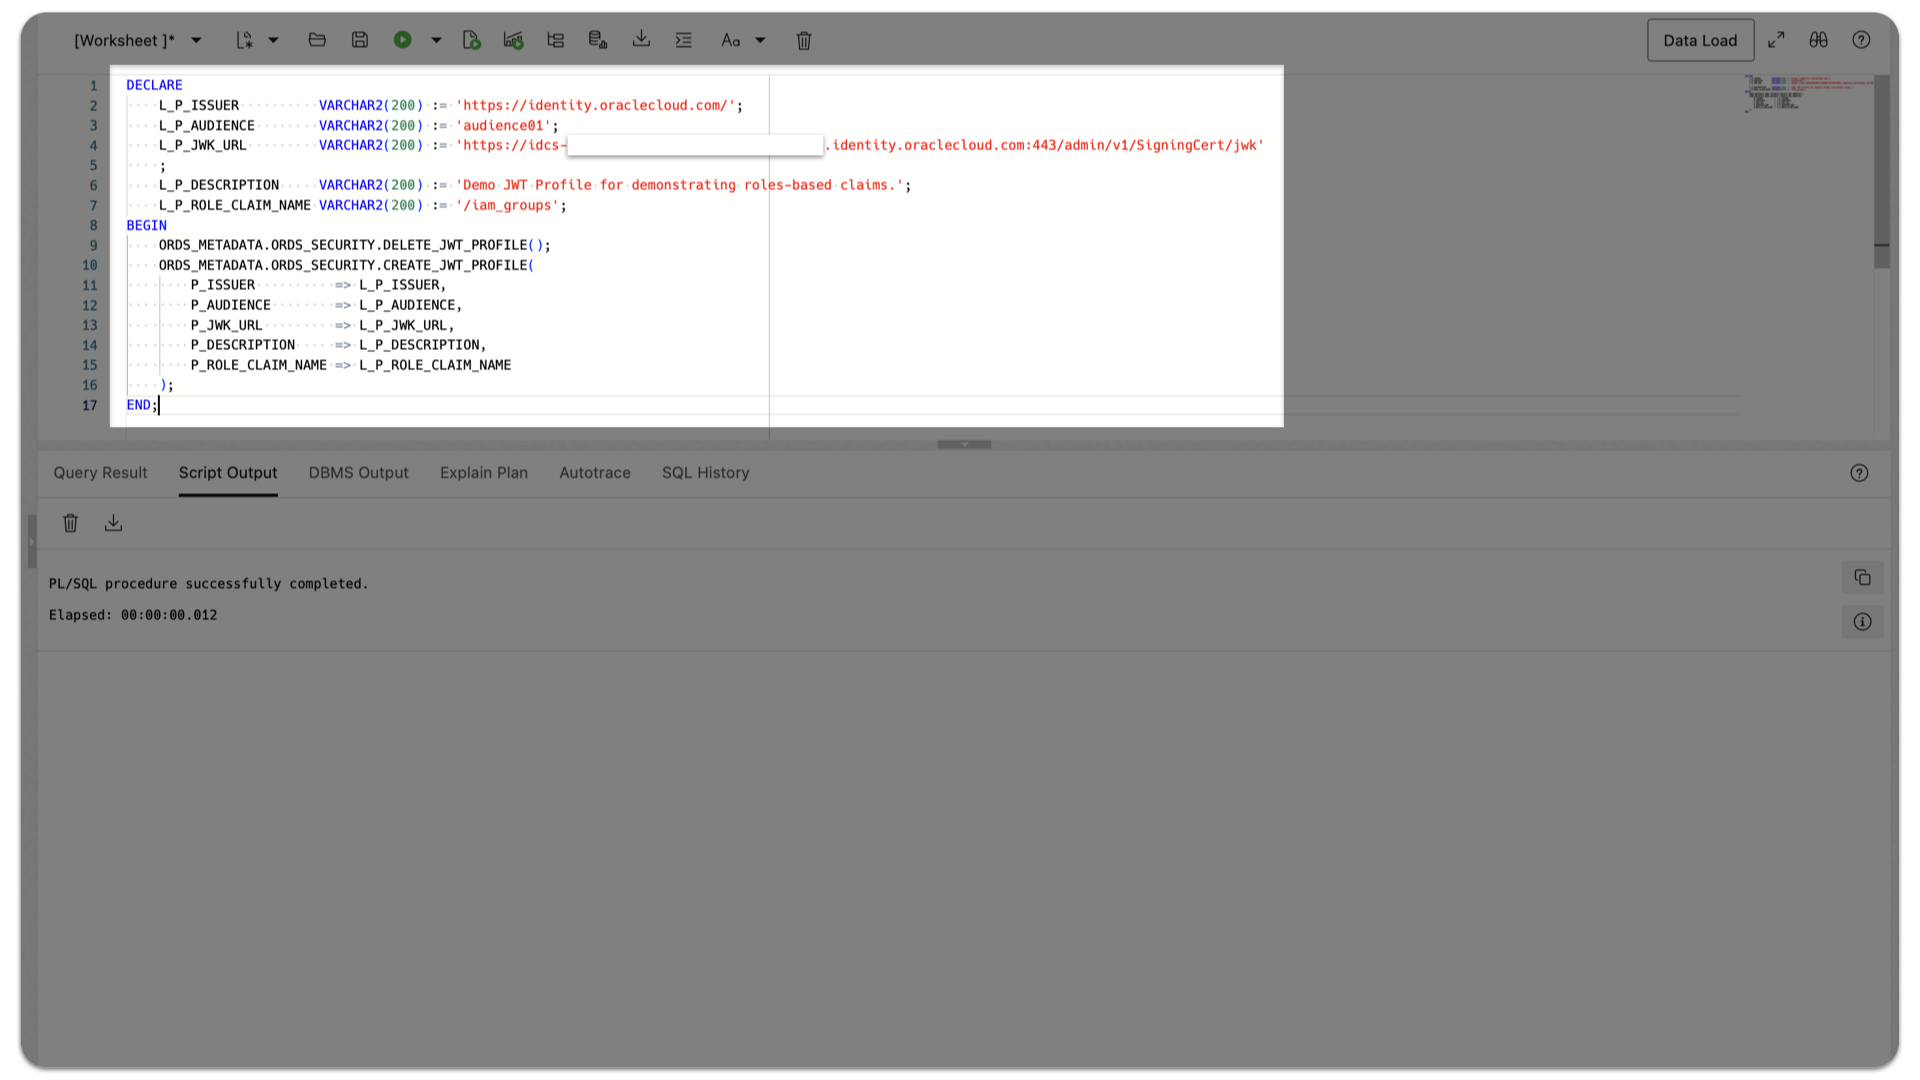 [Worksheet ]* Aa Data Load
1 DECLARE
2 L_P_ISSUER VARCHAR2(200) := 'https://identity.oraclecloud.com/';
3 L_P_AUDIENCE VARCHAR2(200) := 'audience01';
4 L_P_JWK_URL VARCHAR2(200) := 'https://idcs- .identity.oraclecloud.com:443/admin/v1/SigningCert/jwk'
5 ;
6 L_P_DESCRIPTION VARCHAR2(200) := 'Demo JWT Profile for demonstrating roles-based claims.';
7 L_P_ROLE_CLAIM_NAME VARCHAR2(200) := '/iam_groups';
8 BEGIN
9 ORDS_METADATA.ORDS_SECURITY.DELETE_JWT_PROFILE();
10 ORDS_METADATA.ORDS_SECURITY.CREATE_JWT_PROFILE(
11 P_ISSUER => L_P_ISSUER,
12 P_AUDIENCE => L_P_AUDIENCE,
13 P_JWK_URL => L_P_JWK_URL,
14 P_DESCRIPTION => L_P_DESCRIPTION,
15 P_ROLE_CLAIM_NAME => L_P_ROLE_CLAIM_NAME
16 );
17 END;
Query Result Script Output DBMS Output Explain Plan Autotrace SQL History
PL/SQL procedure successfully completed.
Elapsed: 00:00:00.012